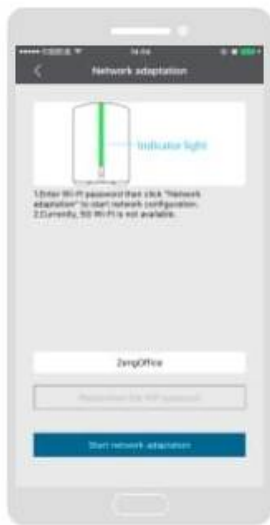 Network adaptation
Indicator light
1.Enter Wi-Fi password then click "Network
adaptation" to start network configuration.
2.Currently, 5G Wi-Fi is not available.
ZengOffice
Start network adaptation